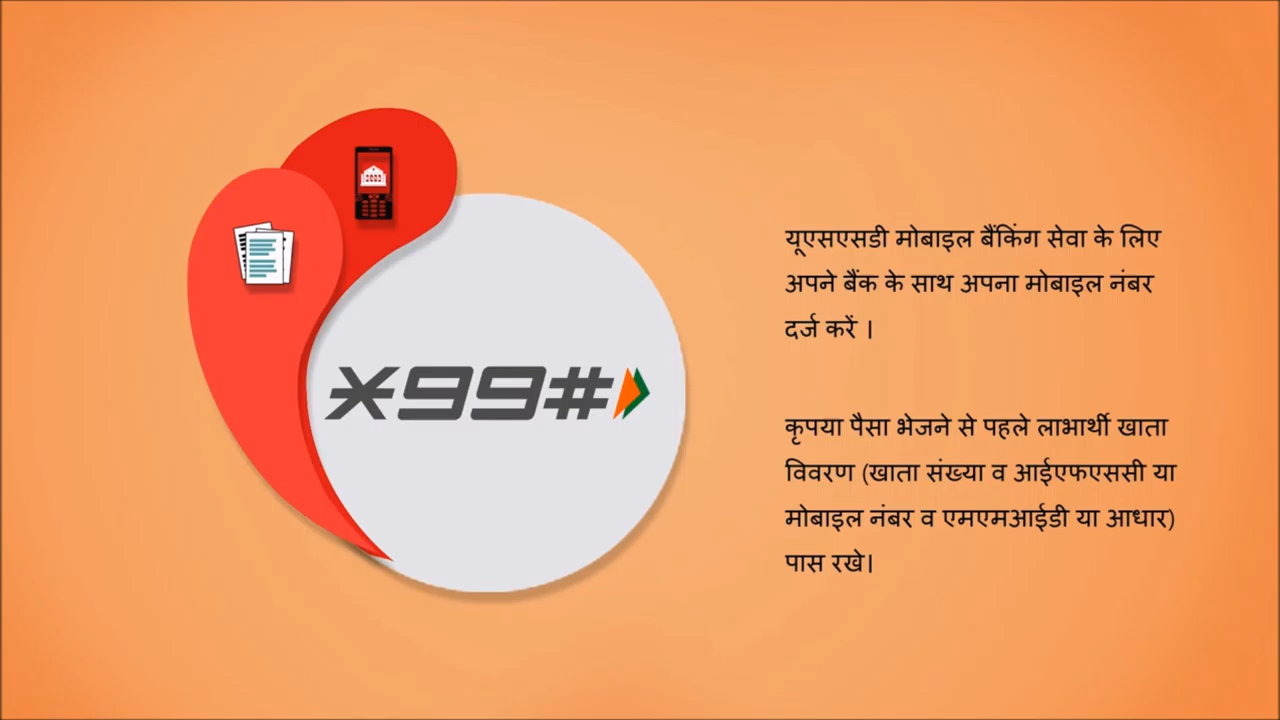 *99#
यूएसएसडी मोबाइल बैंकिंग सेवा के लिए
अपने बैंक के साथ अपना मोबाइल नंबर
दर्ज करें ।
कृपया पैसा भेजने से पहले लाभार्थी खाता
विवरण (खाता संख्या व आईएफएससी या
मोबाइल नंबर व एमएमआईडी या आधार)
पास रखे।